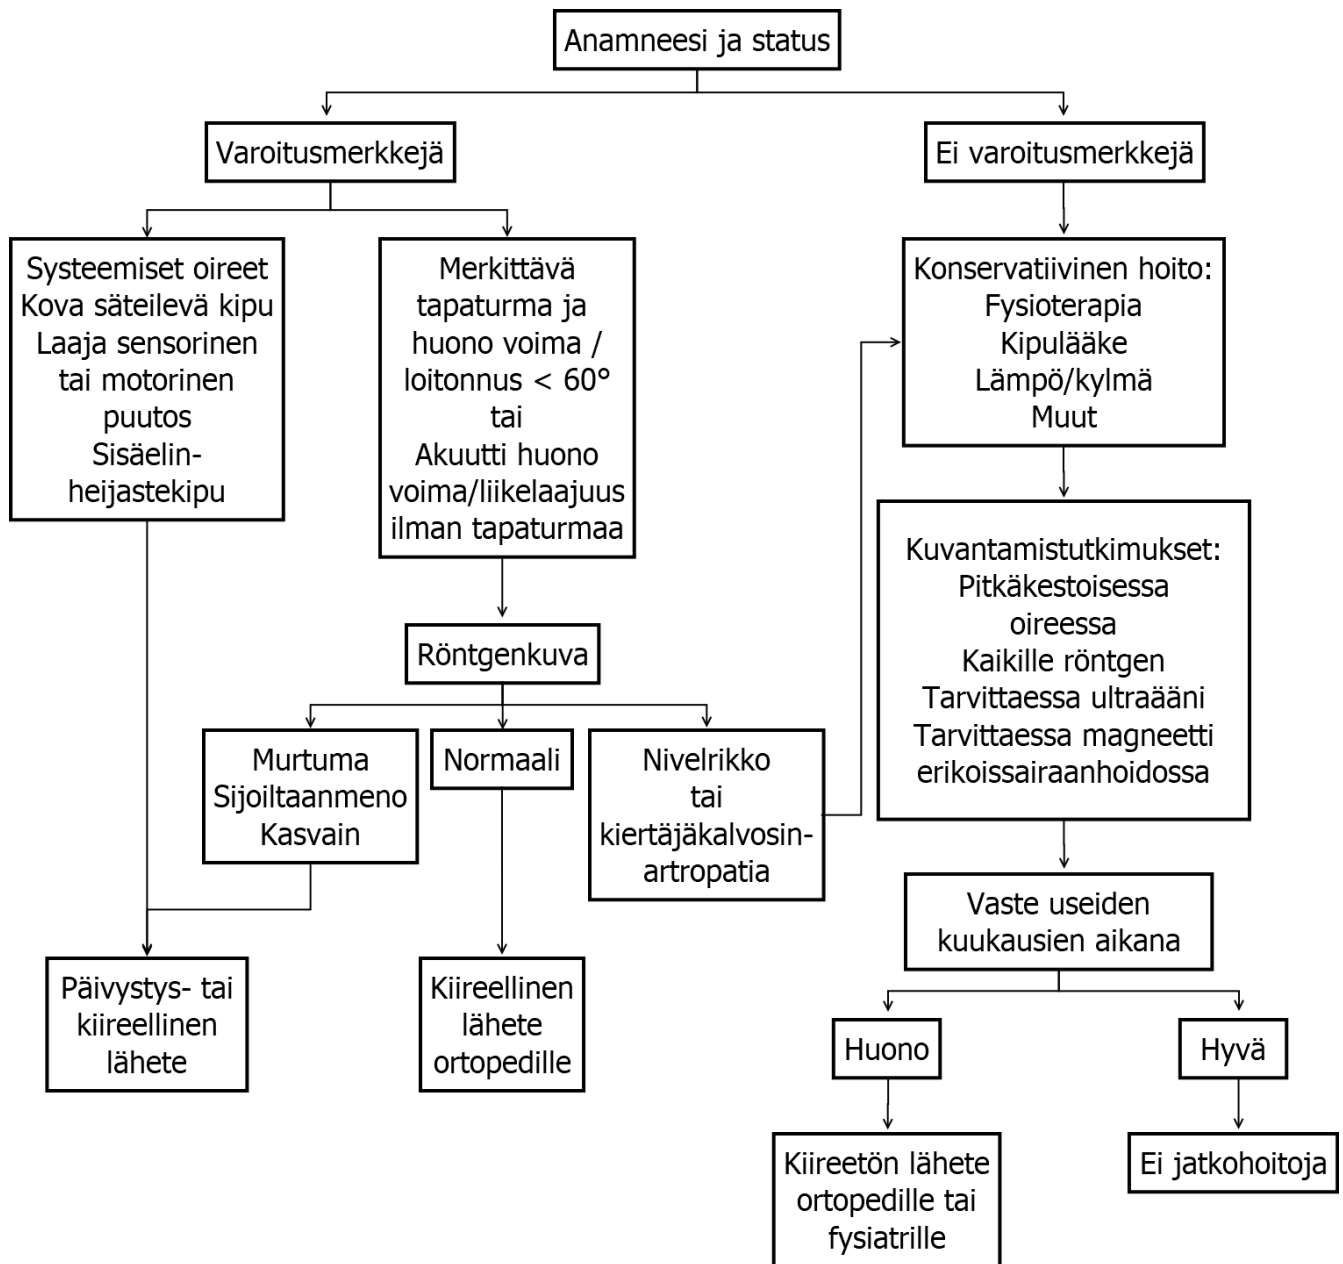 Anamneesi ja status
Varoitusmerkkejä
Ei varoitusmerkkejä
Systeemiset oireet
Kova säteilevä kipu
Laaja sensorinen
tai motorinen
puutos
Sisäelin-
heijastekipu
Merkittävä
tapaturma ja
huono voima /
loitonnus < 60°
tai
Akuutti huono
voima/liikelaajuus
ilman tapaturmaa
Konservatiivinen hoito:
Fysioterapia
Kipulääke
Lämpö/kylmä
Muut
Kuvantamistutkimukset:
Pitkäkestoisessa
oireessa
Kaikille röntgen
Tarvittaessa ultraääni
Tarvittaessa magneetti
erikoissairaanhoidossa
Röntgenkuva
Murtuma
Sijoiltaanmeno
Kasvain
Normaali
Nivelrikko
tai
kiertäjäkalvosin-
artropatia
Vaste useiden
kuukausien aikana
Päivystys- tai
kiireellinen
lähete
Kiireellinen
lähete
ortopedille
Huono
Hyvä
Kiireetön lähete
ortopedille tai
fysiatrille
Ei jatkohoitoja